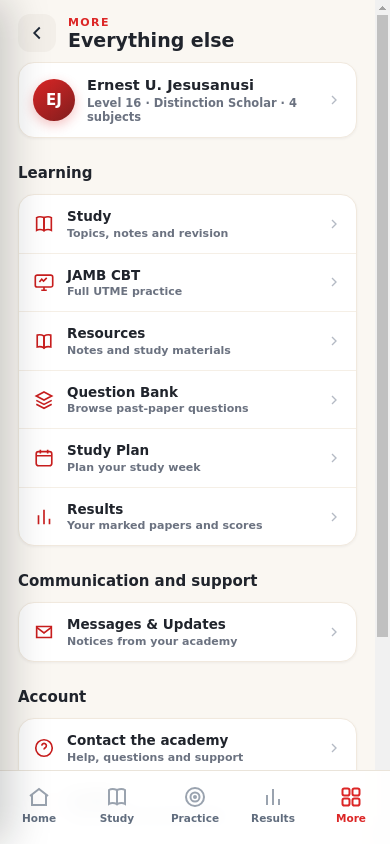 MORE
Everything else
EJ
Ernest U. Jesusanusi
Level 16 · Distinction Scholar · 4
subjects
Learning
Study
Topics, notes and revision
JAMB CBT
Full UTME practice
Resources
Notes and study materials
Question Bank
Browse past-paper questions
Study Plan
Plan your study week
Results
Your marked papers and scores
Communication and support
Messages & Updates
Notices from your academy
Account
Contact the academy
Help, questions and support
Home
Study
Practice
Results
More